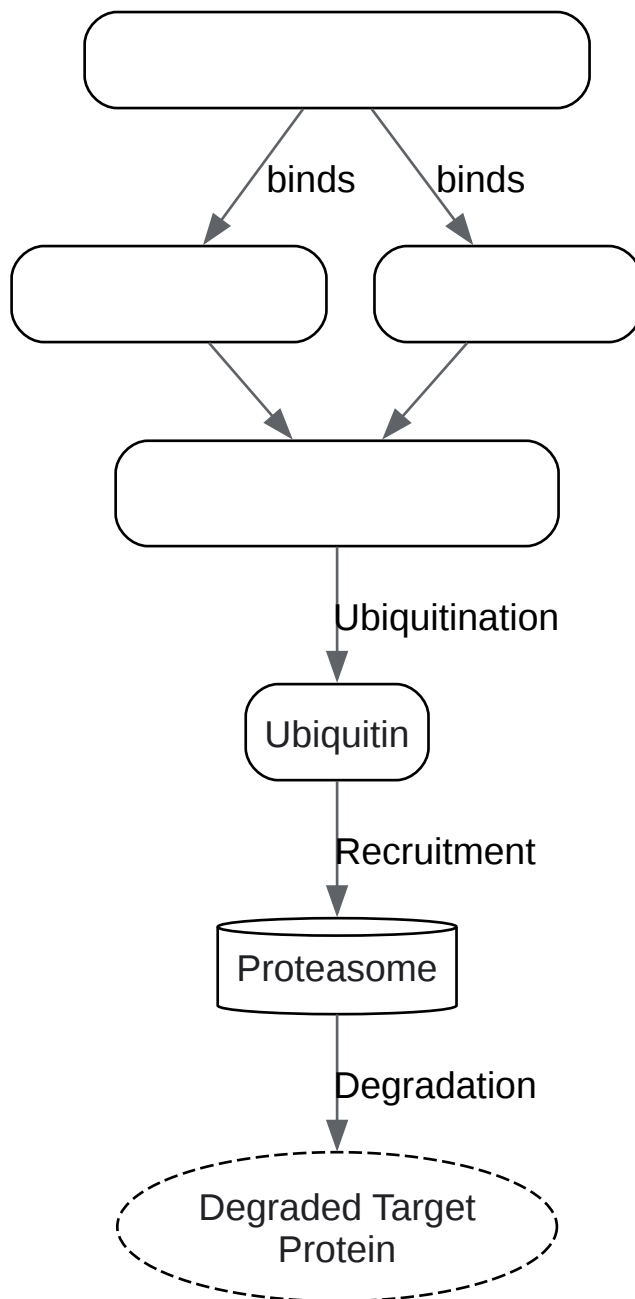 binds
binds
Ubiquitination
Ubiquitin
Recruitment
Proteasome
Degradation
Degraded Target
Protein